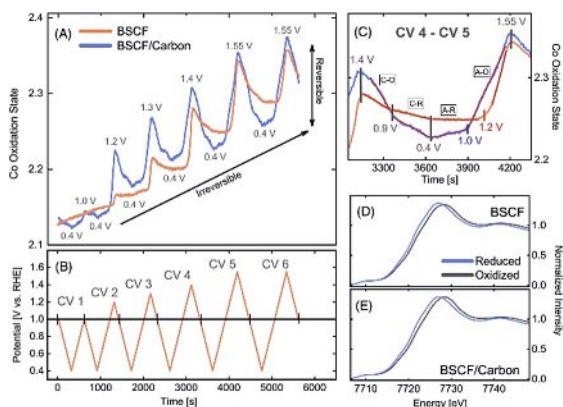 (A)
BSCF
BSCF/Carbon
Co Oxidation State
2.3
2.2
2.1
0.4 V
1.0 V
0.4 V
1.2 V
0.4 V
1.3 V
0.4 V
1.4 V
0.4 V
1.55 V
0.4 V
1.55 V
Reversible
Irreversible
(B)
Potential [V vs. RHE]
1.6
1.4
1.2
1.0
0.8
0.6
0.4
CV 1
CV 2
CV 3
CV 4
CV 5
CV 6
0 1000 2000 3000 4000 5000 6000
Time [s]
(C) CV 4 - CV 5
1.55 V
1.4 V
C-O
C-R
A-R
A-O
0.9 V
0.4 V
1.0 V
1.2 V
2.3
2.2
Co Oxidation State
3300 3600 3900 4200
Time [s]
(D) BSCF
Reduced
Oxidized
1.0
0.5
(E)
BSCF/Carbon
1.0
0.5
0.0
Normalized Intensity
7710 7720 7730 7740
Energy [eV]